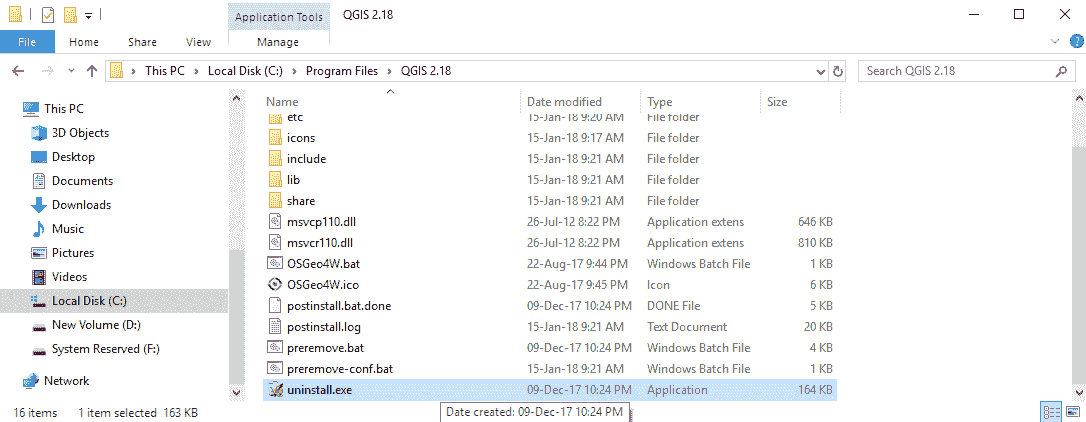 Application Tools QGIS 2.18
File Home Share View Manage
This PC Local Disk (C:) Program Files QGIS 2.18 Search QGIS 2.18
This PC
3D Objects
Desktop
Documents
Downloads
Music
Pictures
Videos
Local Disk (C:)
New Volume (D:)
System Reserved (F:)
Network
Name Date modified Type Size
etc 15-Jan-18 9:20 AM File folder
icons 15-Jan-18 9:17 AM File folder
include 15-Jan-18 9:21 AM File folder
lib 15-Jan-18 9:21 AM File folder
share 15-Jan-18 9:21 AM File folder
msvcp110.dll 26-Jul-12 8:22 PM Application extens 646 KB
msvcr110.dll 26-Jul-12 8:22 PM Application extens 810 KB
OSGeo4W.bat 22-Aug-17 9:44 PM Windows Batch File 1 KB
OSGeo4W.ico 22-Aug-17 9:45 PM Icon 6 KB
postinstall.bat.done 09-Dec-17 10:24 PM DONE File 5 KB
postinstall.log 15-Jan-18 9:21 AM Text Document 20 KB
preremove.bat 09-Dec-17 10:24 PM Windows Batch File 4 KB
preremove-conf.bat 15-Jan-18 9:21 AM Windows Batch File 1 KB
uninstall.exe 09-Dec-17 10:24 PM Application 164 KB
Date created: 09-Dec-17 10:24 PM
16 items 1 item selected 163 KB